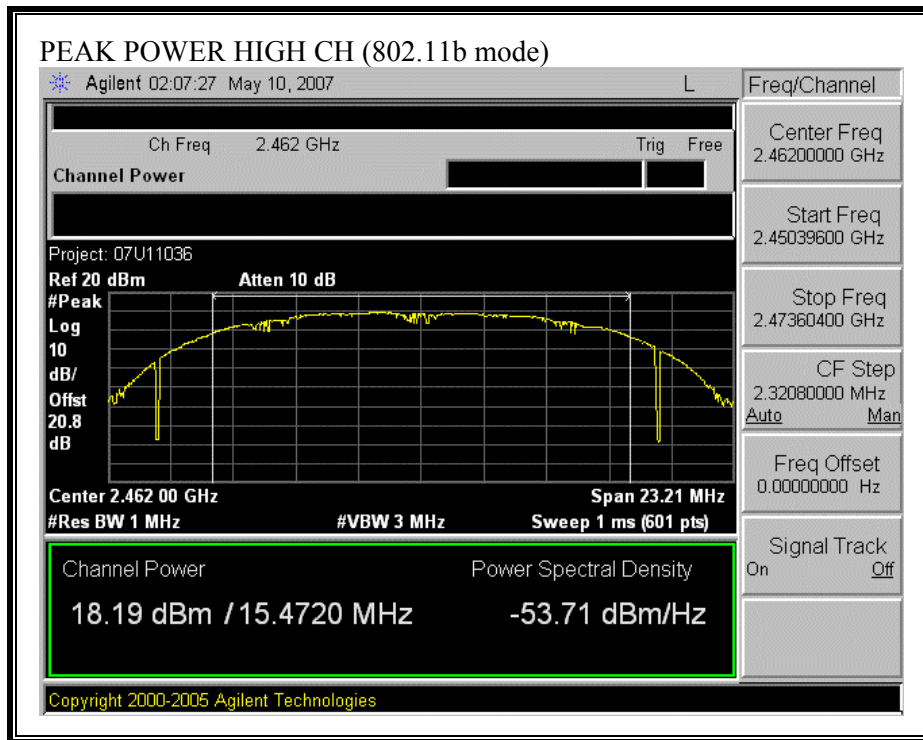 PEAK POWER HIGH CH (802.11b mode)
Agilent 02:07:27 May 10, 2007 L
Freq/Channel
Ch Freq 2.462 GHz Trig Free
Channel Power
Center Freq
2.46200000 GHz
Start Freq
2.45039600 GHz
Stop Freq
2.47360400 GHz
CF Step
2.32080000 MHz
Auto Man
Freq Offset
0.00000000 Hz
Signal Track
On Off
Project: 07U11036
Ref 20 dBm Atten 10 dB
#Peak
Log
10
dB/
Offst
20.8
dB
Center 2.462 00 GHz Span 23.21 MHz
#Res BW 1 MHz #VBW 3 MHz Sweep 1 ms (601 pts)
Channel Power Power Spectral Density
18.19 dBm / 15.4720 MHz -53.71 dBm/Hz
Copyright 2000-2005 Agilent Technologies